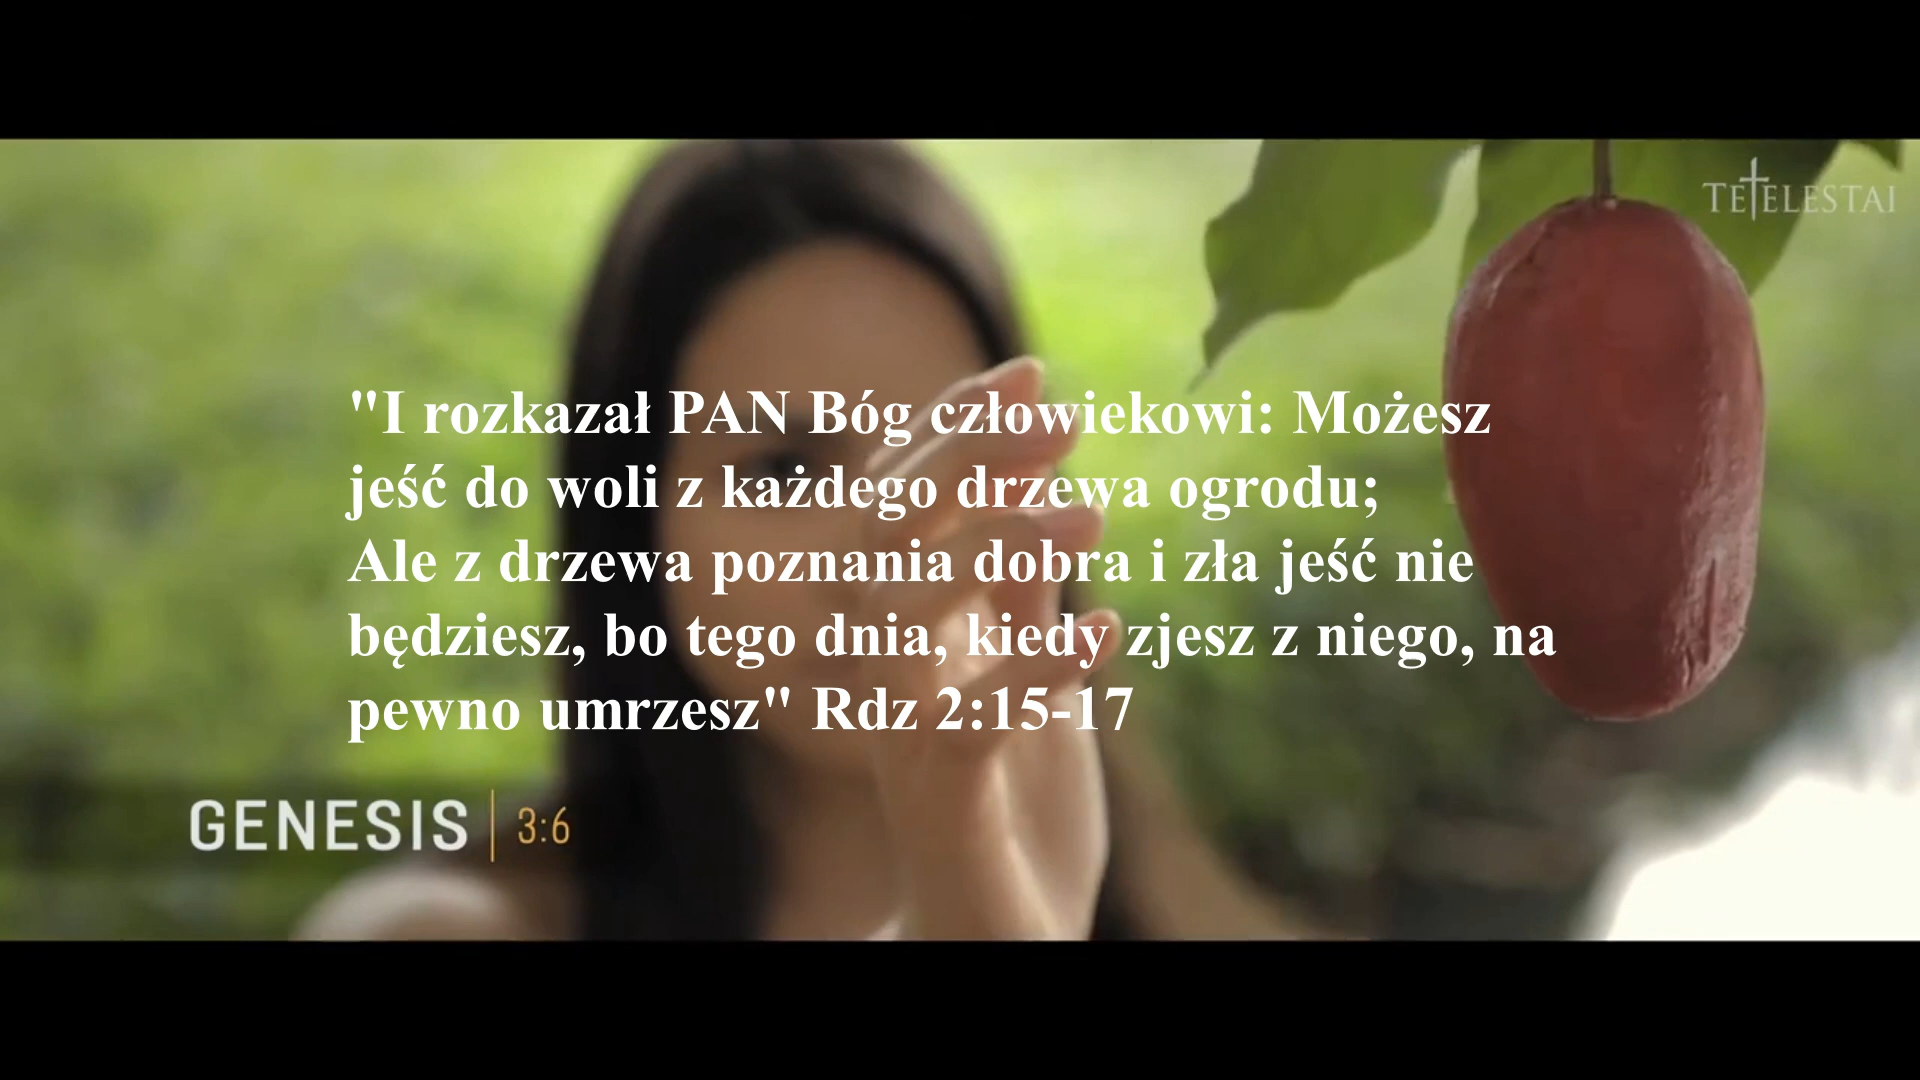 TETELESTAI
"I rozkazał PAN Bóg człowiekowi: Możesz
jeść do woli z każdego drzewa ogrodu;
Ale z drzewa poznania dobra i zła jeść nie
będziesz, bo tego dnia, kiedy zjesz z niego, na
pewno umrzesz" Rdz 2:15-17
GENESIS | 3:6